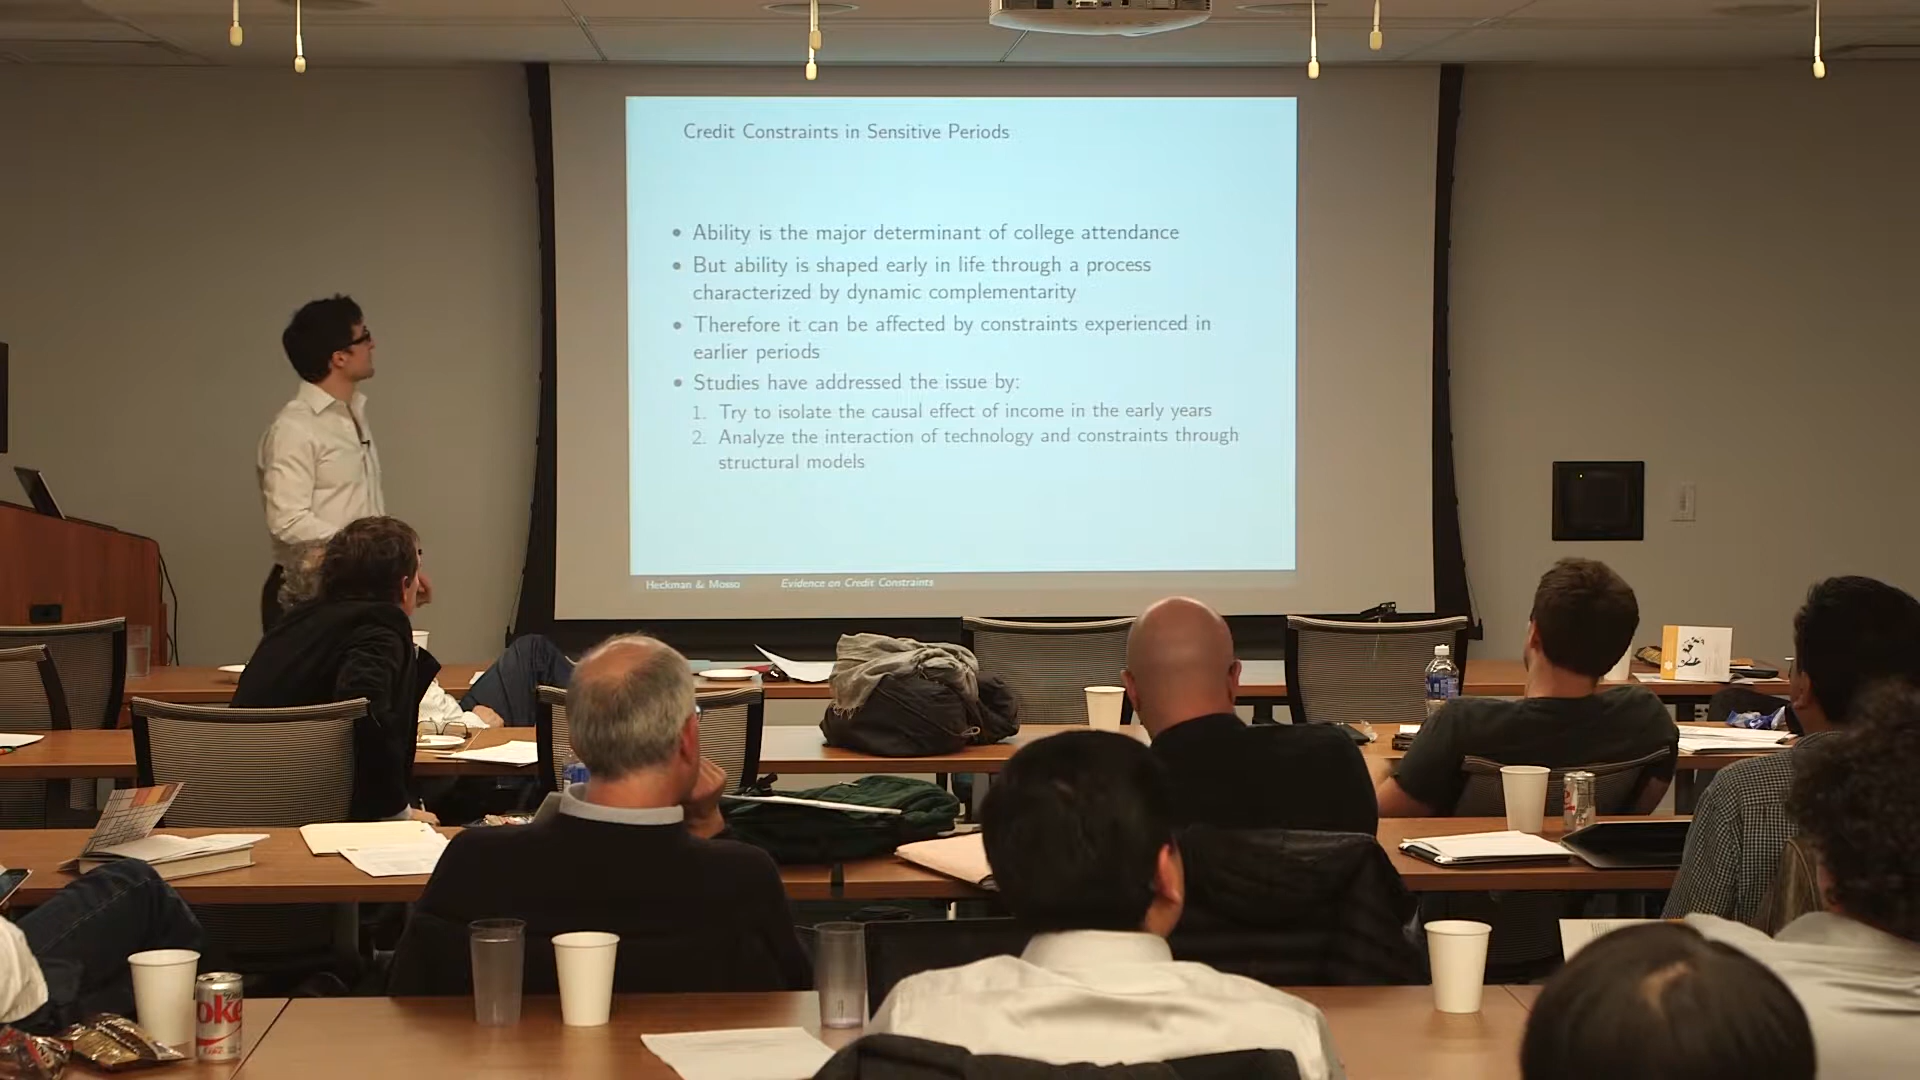 Credit Constraints in Sensitive Periods
• Ability is the major determinant of college attendance
• But ability is shaped early in life through a process
characterized by dynamic complementarity
• Therefore it can be affected by constraints experienced in
earlier periods
• Studies have addressed the issue by:
1. Try to isolate the causal effect of income in the early years
2. Analyze the interaction of technology and constraints through
structural models
Heckman & Mosso Evidence on Credit Constraints
oke